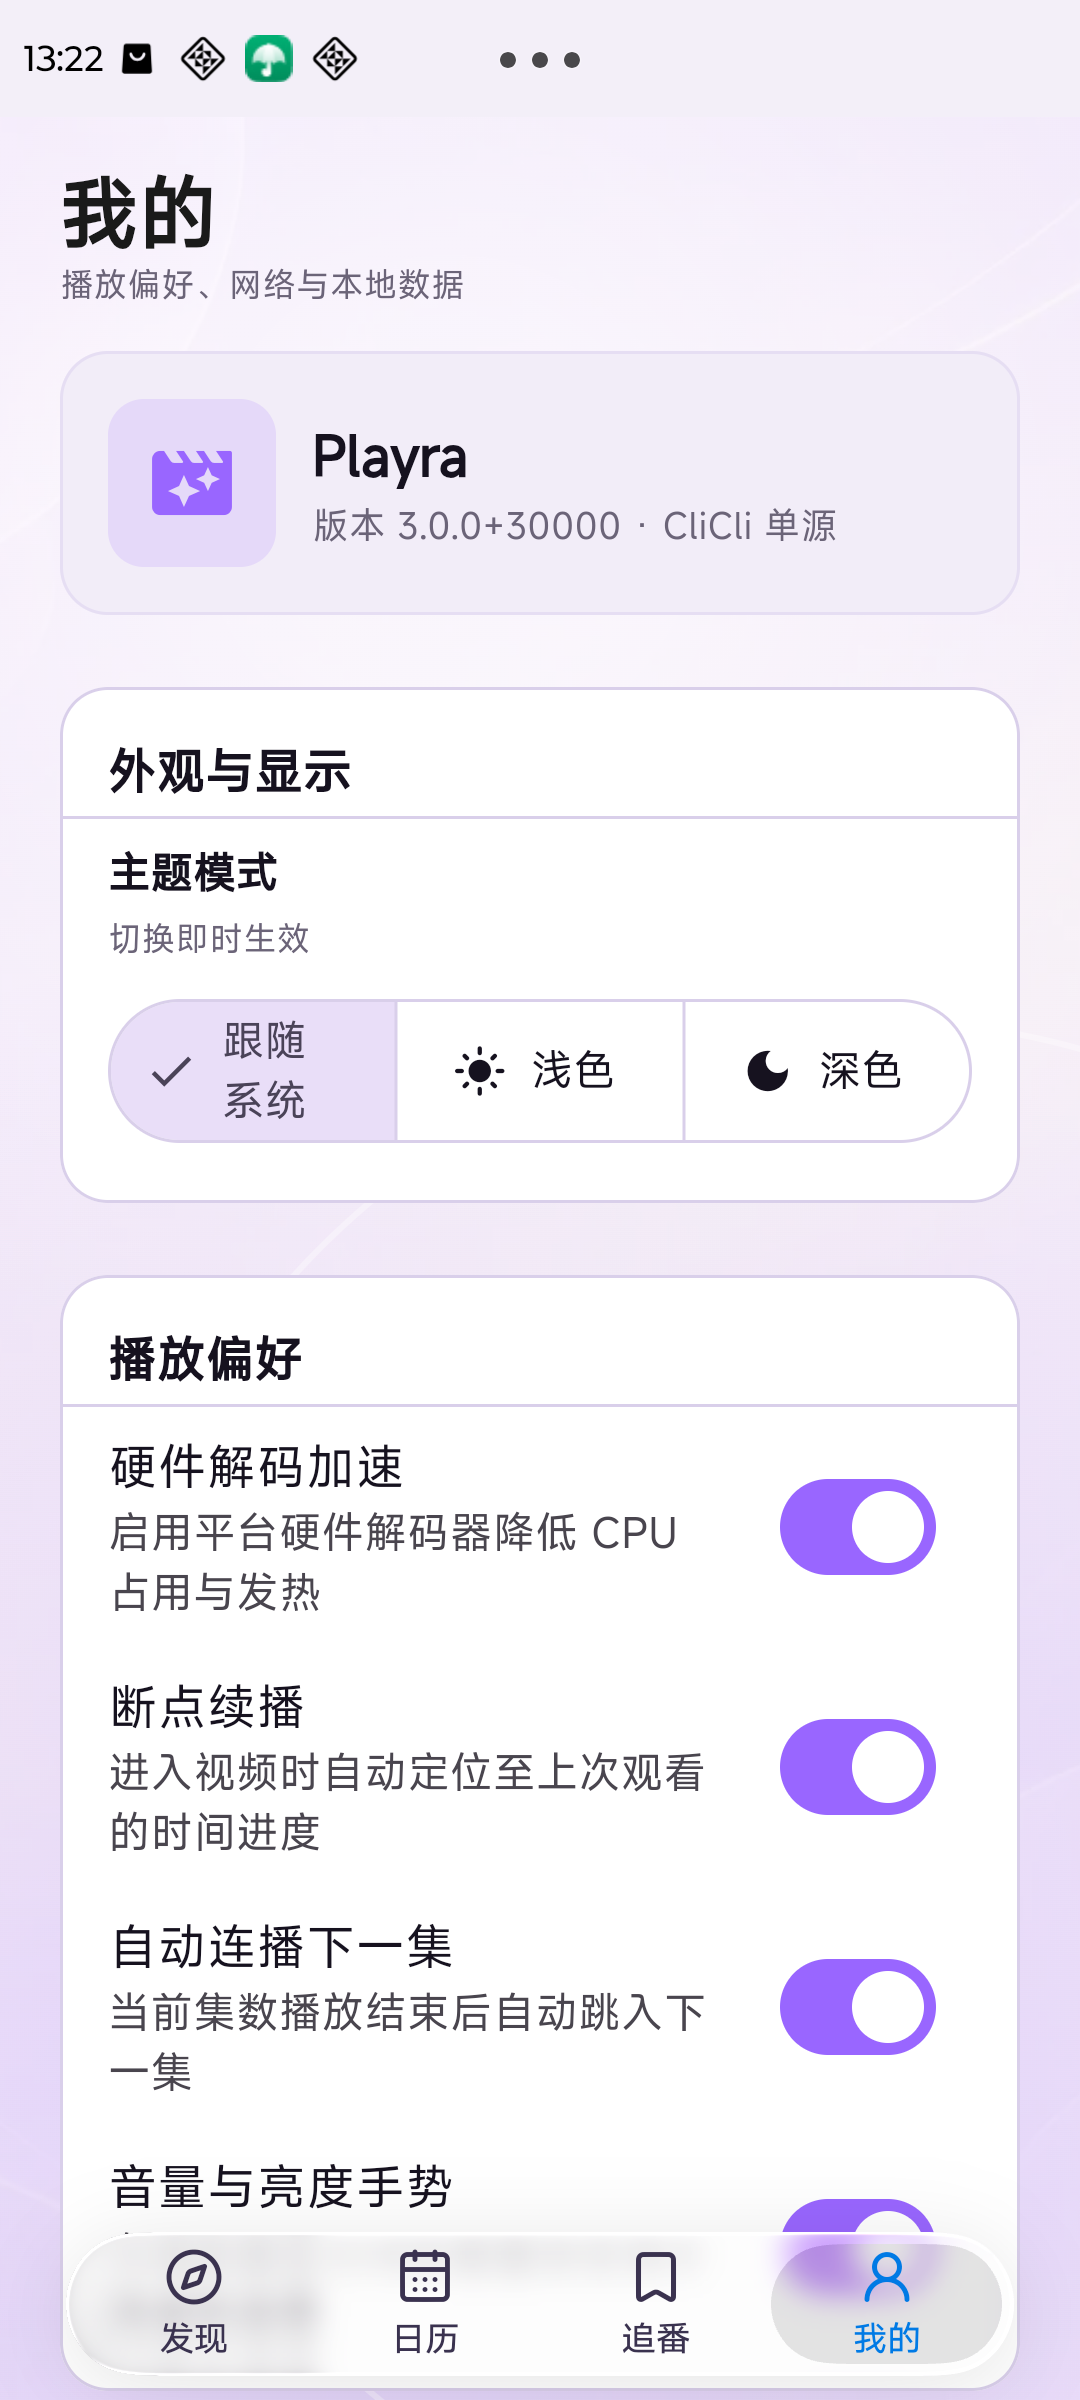 13:22
我的
播放偏好、网络与本地数据
Playra
版本 3.0.0+30000 · CliCli 单源
外观与显示
主题模式
切换即时生效
跟随
系统
浅色
深色
播放偏好
硬件解码加速
启用平台硬件解码器降低 CPU
占用与发热
断点续播
进入视频时自动定位至上次观看
的时间进度
自动连播下一集
当前集数播放结束后自动跳入下
一集
音量与亮度手势
发现
日历
追番
我的